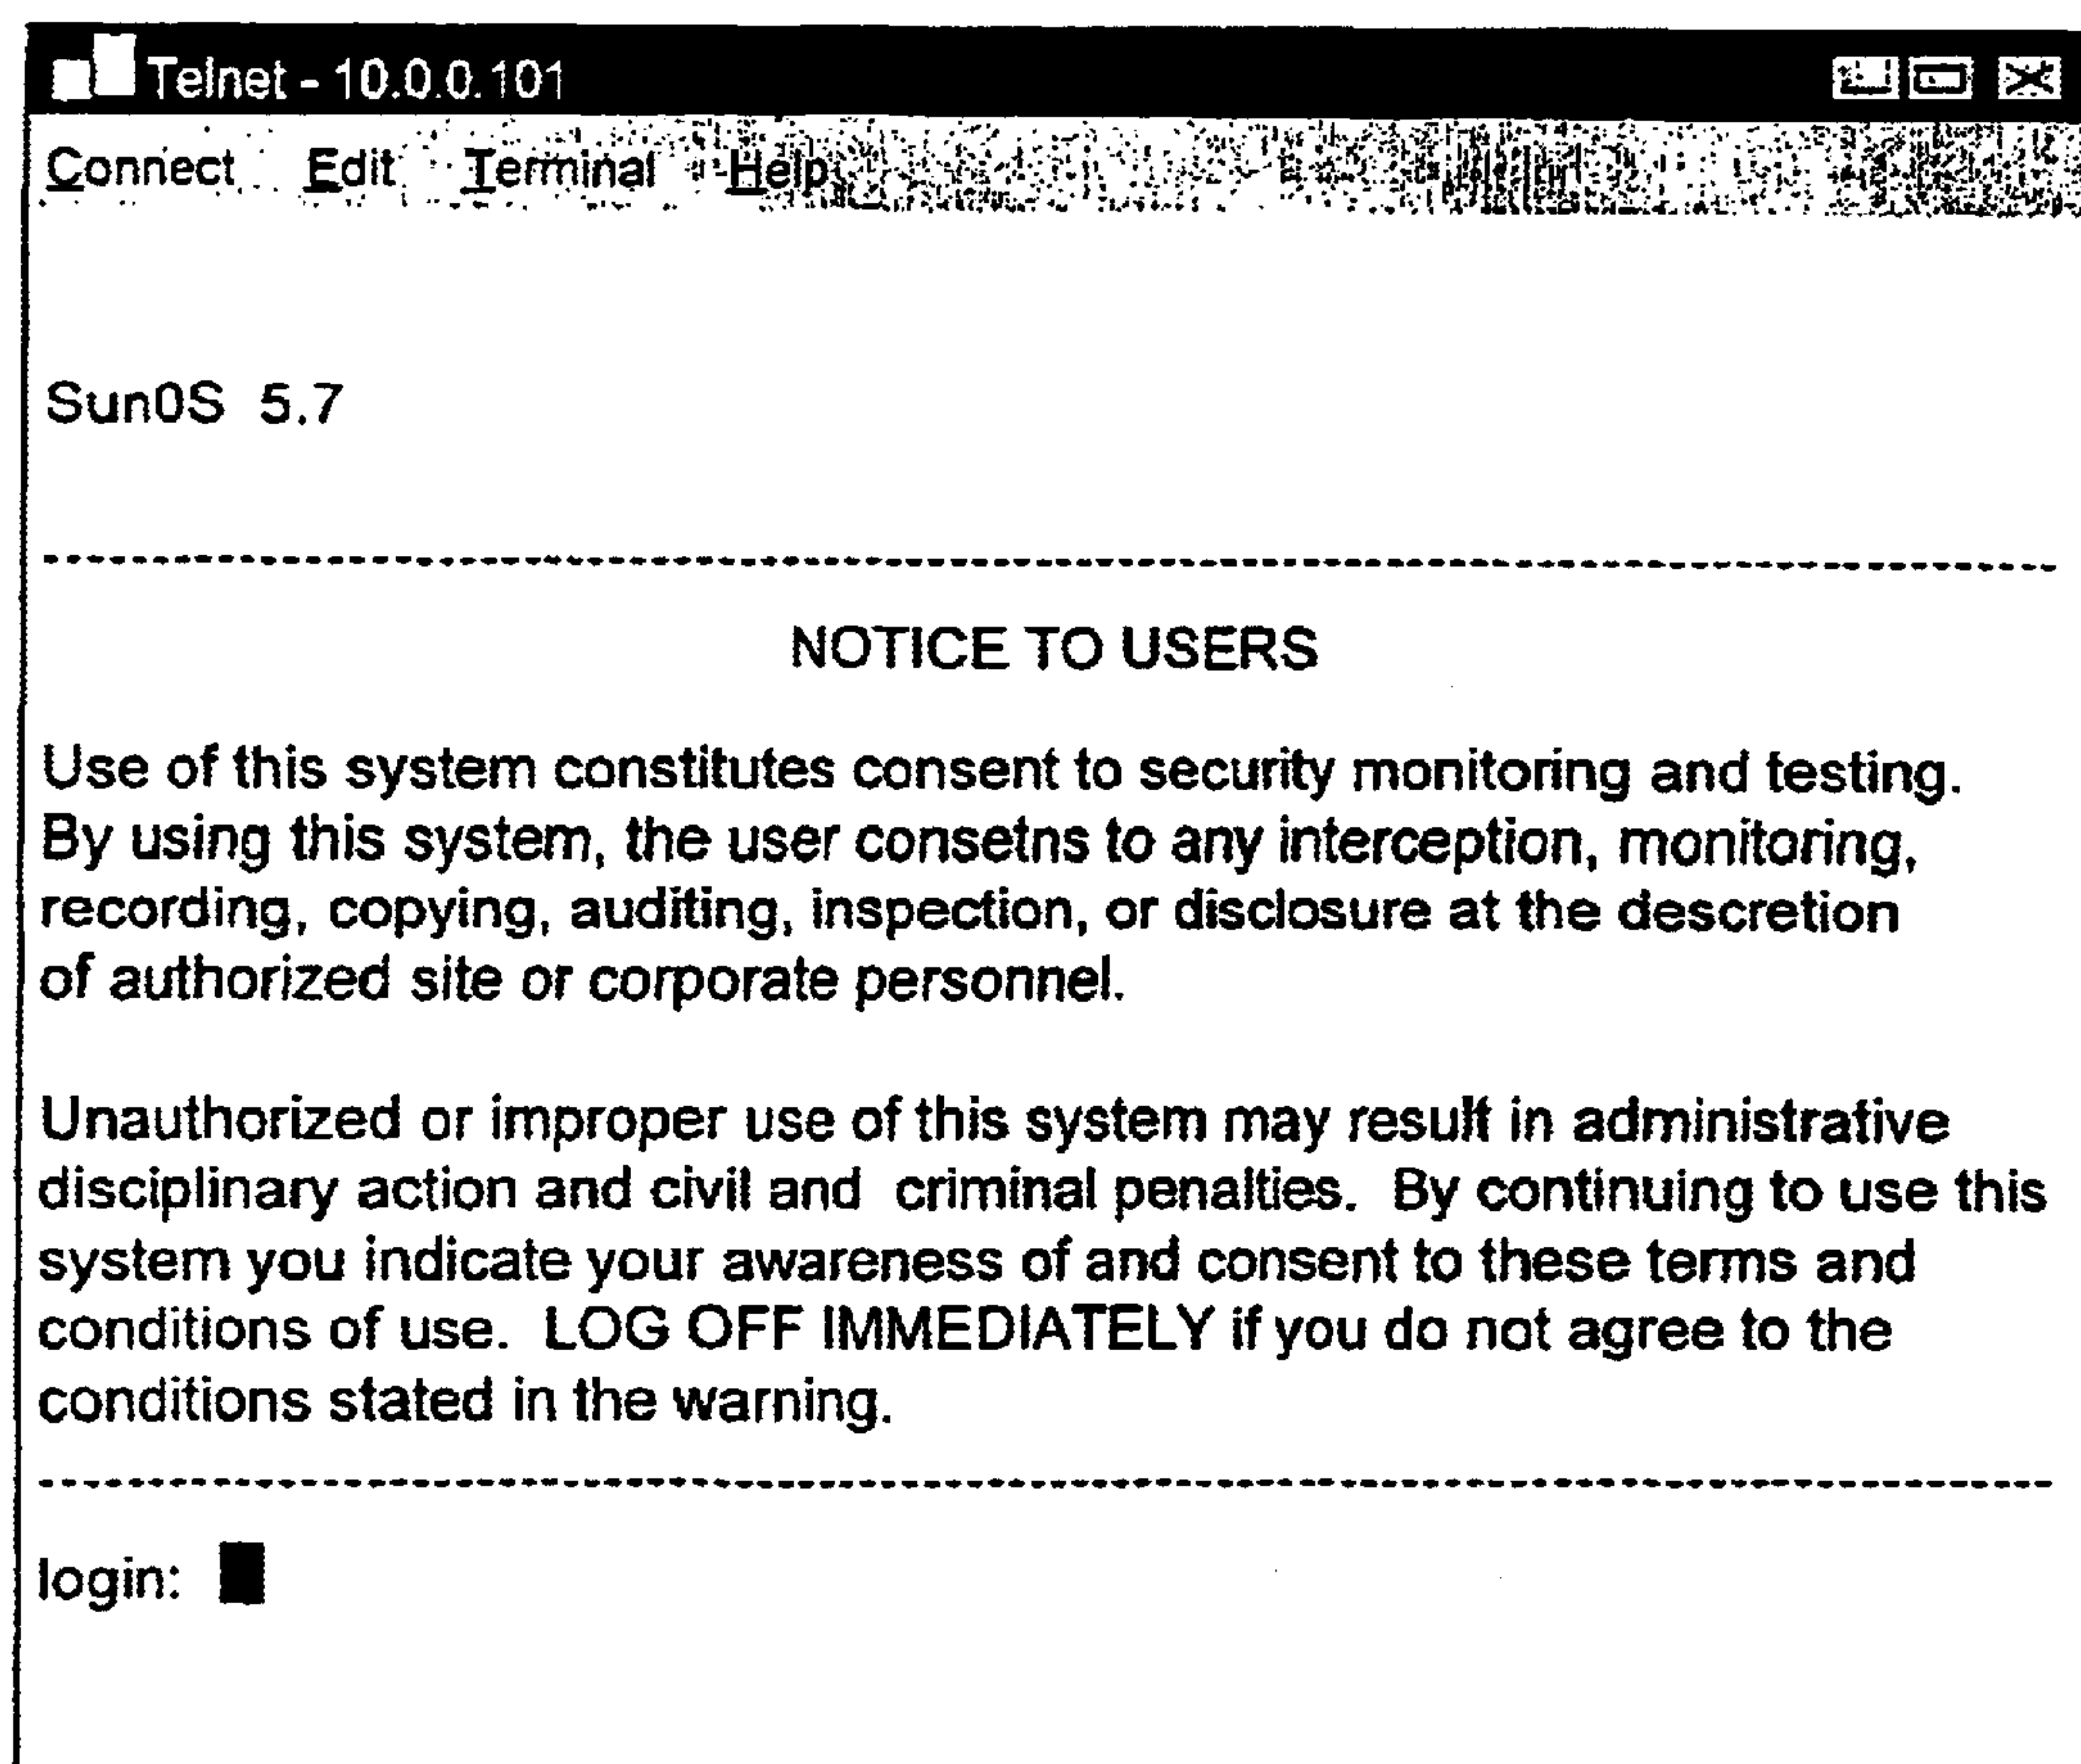 Telnet - 10.0.0.101
Connect Edit Terminal Help
Sun0S 5.7
--------------------------------------------------------------------------------
NOTICE TO USERS
Use of this system constitutes consent to security monitoring and testing.
By using this system, the user consetns to any interception, monitoring,
recording, copying, auditing, inspection, or disclosure at the descretion
of authorized site or corporate personnel.
Unauthorized or improper use of this system may result in administrative
disciplinary action and civil and criminal penalties. By continuing to use this
system you indicate your awareness of and consent to these terms and
conditions of use. LOG OFF IMMEDIATELY if you do not agree to the
conditions stated in the warning.
--------------------------------------------------------------------------------
login: